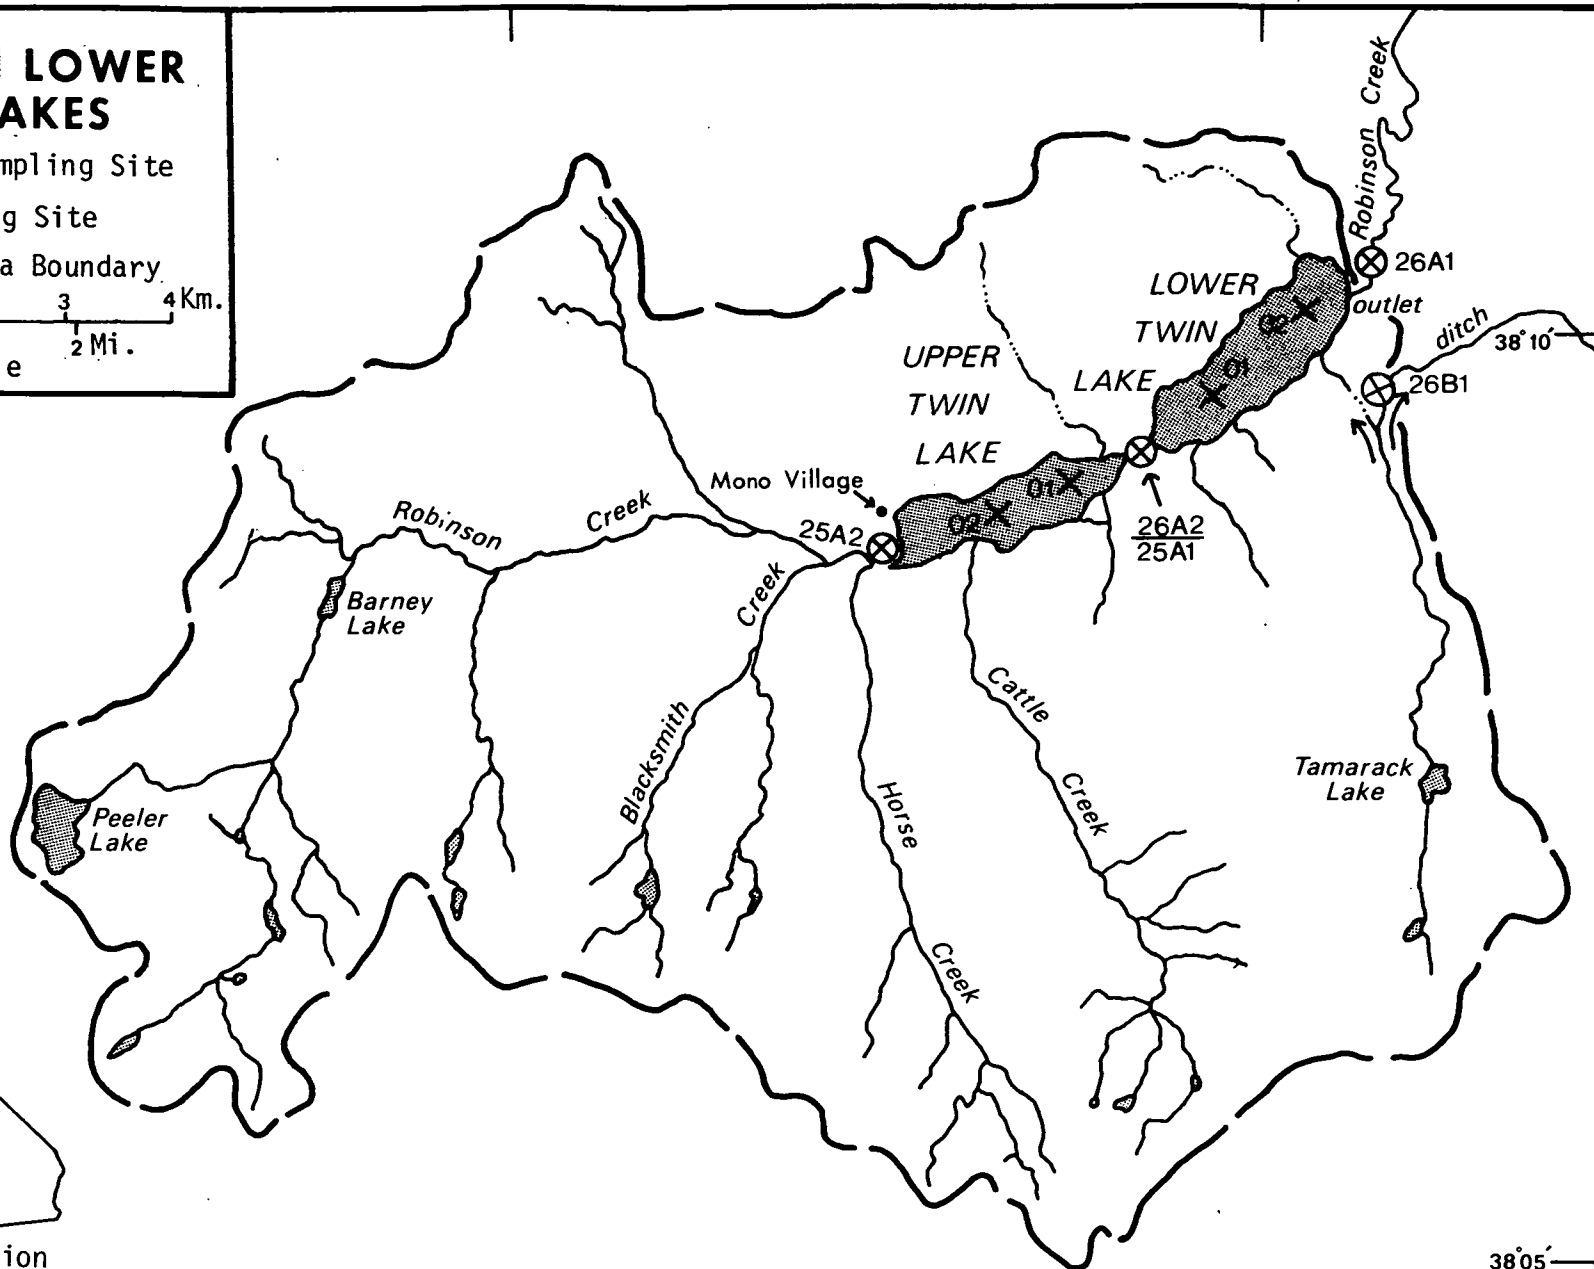 LOWER
AKES
mpling Site
g Site
a Boundary
3 4 Km.
2 Mi.
e
Robinson Creek
26A1
outlet
ditch
38°10′
26B1
LOWER
TWIN
LAKE
02
01
UPPER
TWIN
LAKE
01
02
Mono Village
25A2
26A2
25A1
Robinson Creek
Barney
Lake
Creek
Blacksmith
Cattle
Creek
Horse
Creek
Peeler
Lake
Tamarack
Lake
ion
38°05′